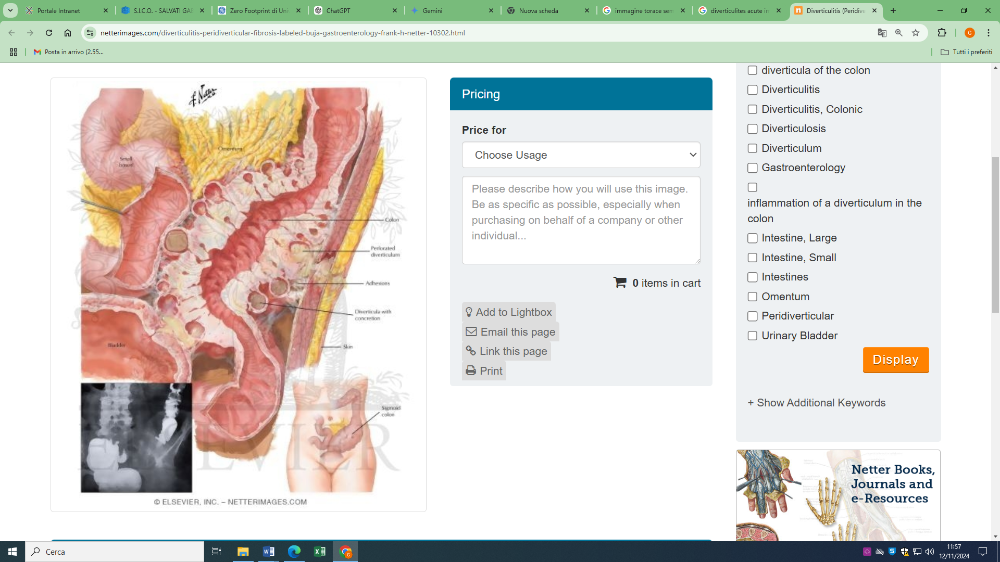 Portale Intranet
S.I.C.O. - SALVATI GAE
Zero Footprint di Uni
ChatGPT
Gemini
Nuova scheda
immagine torace sem
diverticulites acute im
Diverticulitis (Peridive
netterimages.com/diverticulitis-peridiverticular-fibrosis-labeled-buja-gastroenterology-frank-h-netter-10302.html
G
Posta in arrivo (2.55...
Tutti i preferiti
F. Netter M.D.
Omentum
Small
bowel
Colon
Perforated
diverticulum
Adhesions
Diverticula with
concretion
Skin
Bladder
Sigmoid
colon
ELSEVIER
© ELSEVIER, INC. – NETTERIMAGES.COM
Pricing
Price for
Choose Usage
Please describe how you will use this image.
Be as specific as possible, especially when
purchasing on behalf of a company or other
individual...
0 items in cart
Add to Lightbox
Email this page
Link this page
Print
diverticula of the colon
Diverticulitis
Diverticulitis, Colonic
Diverticulosis
Diverticulum
Gastroenterology
inflammation of a diverticulum in the
colon
Intestine, Large
Intestine, Small
Intestines
Omentum
Peridiverticular
Urinary Bladder
Display
+ Show Additional Keywords
Netter Books,
Journals and
e-Resources
Cerca
11:57
12/11/2024